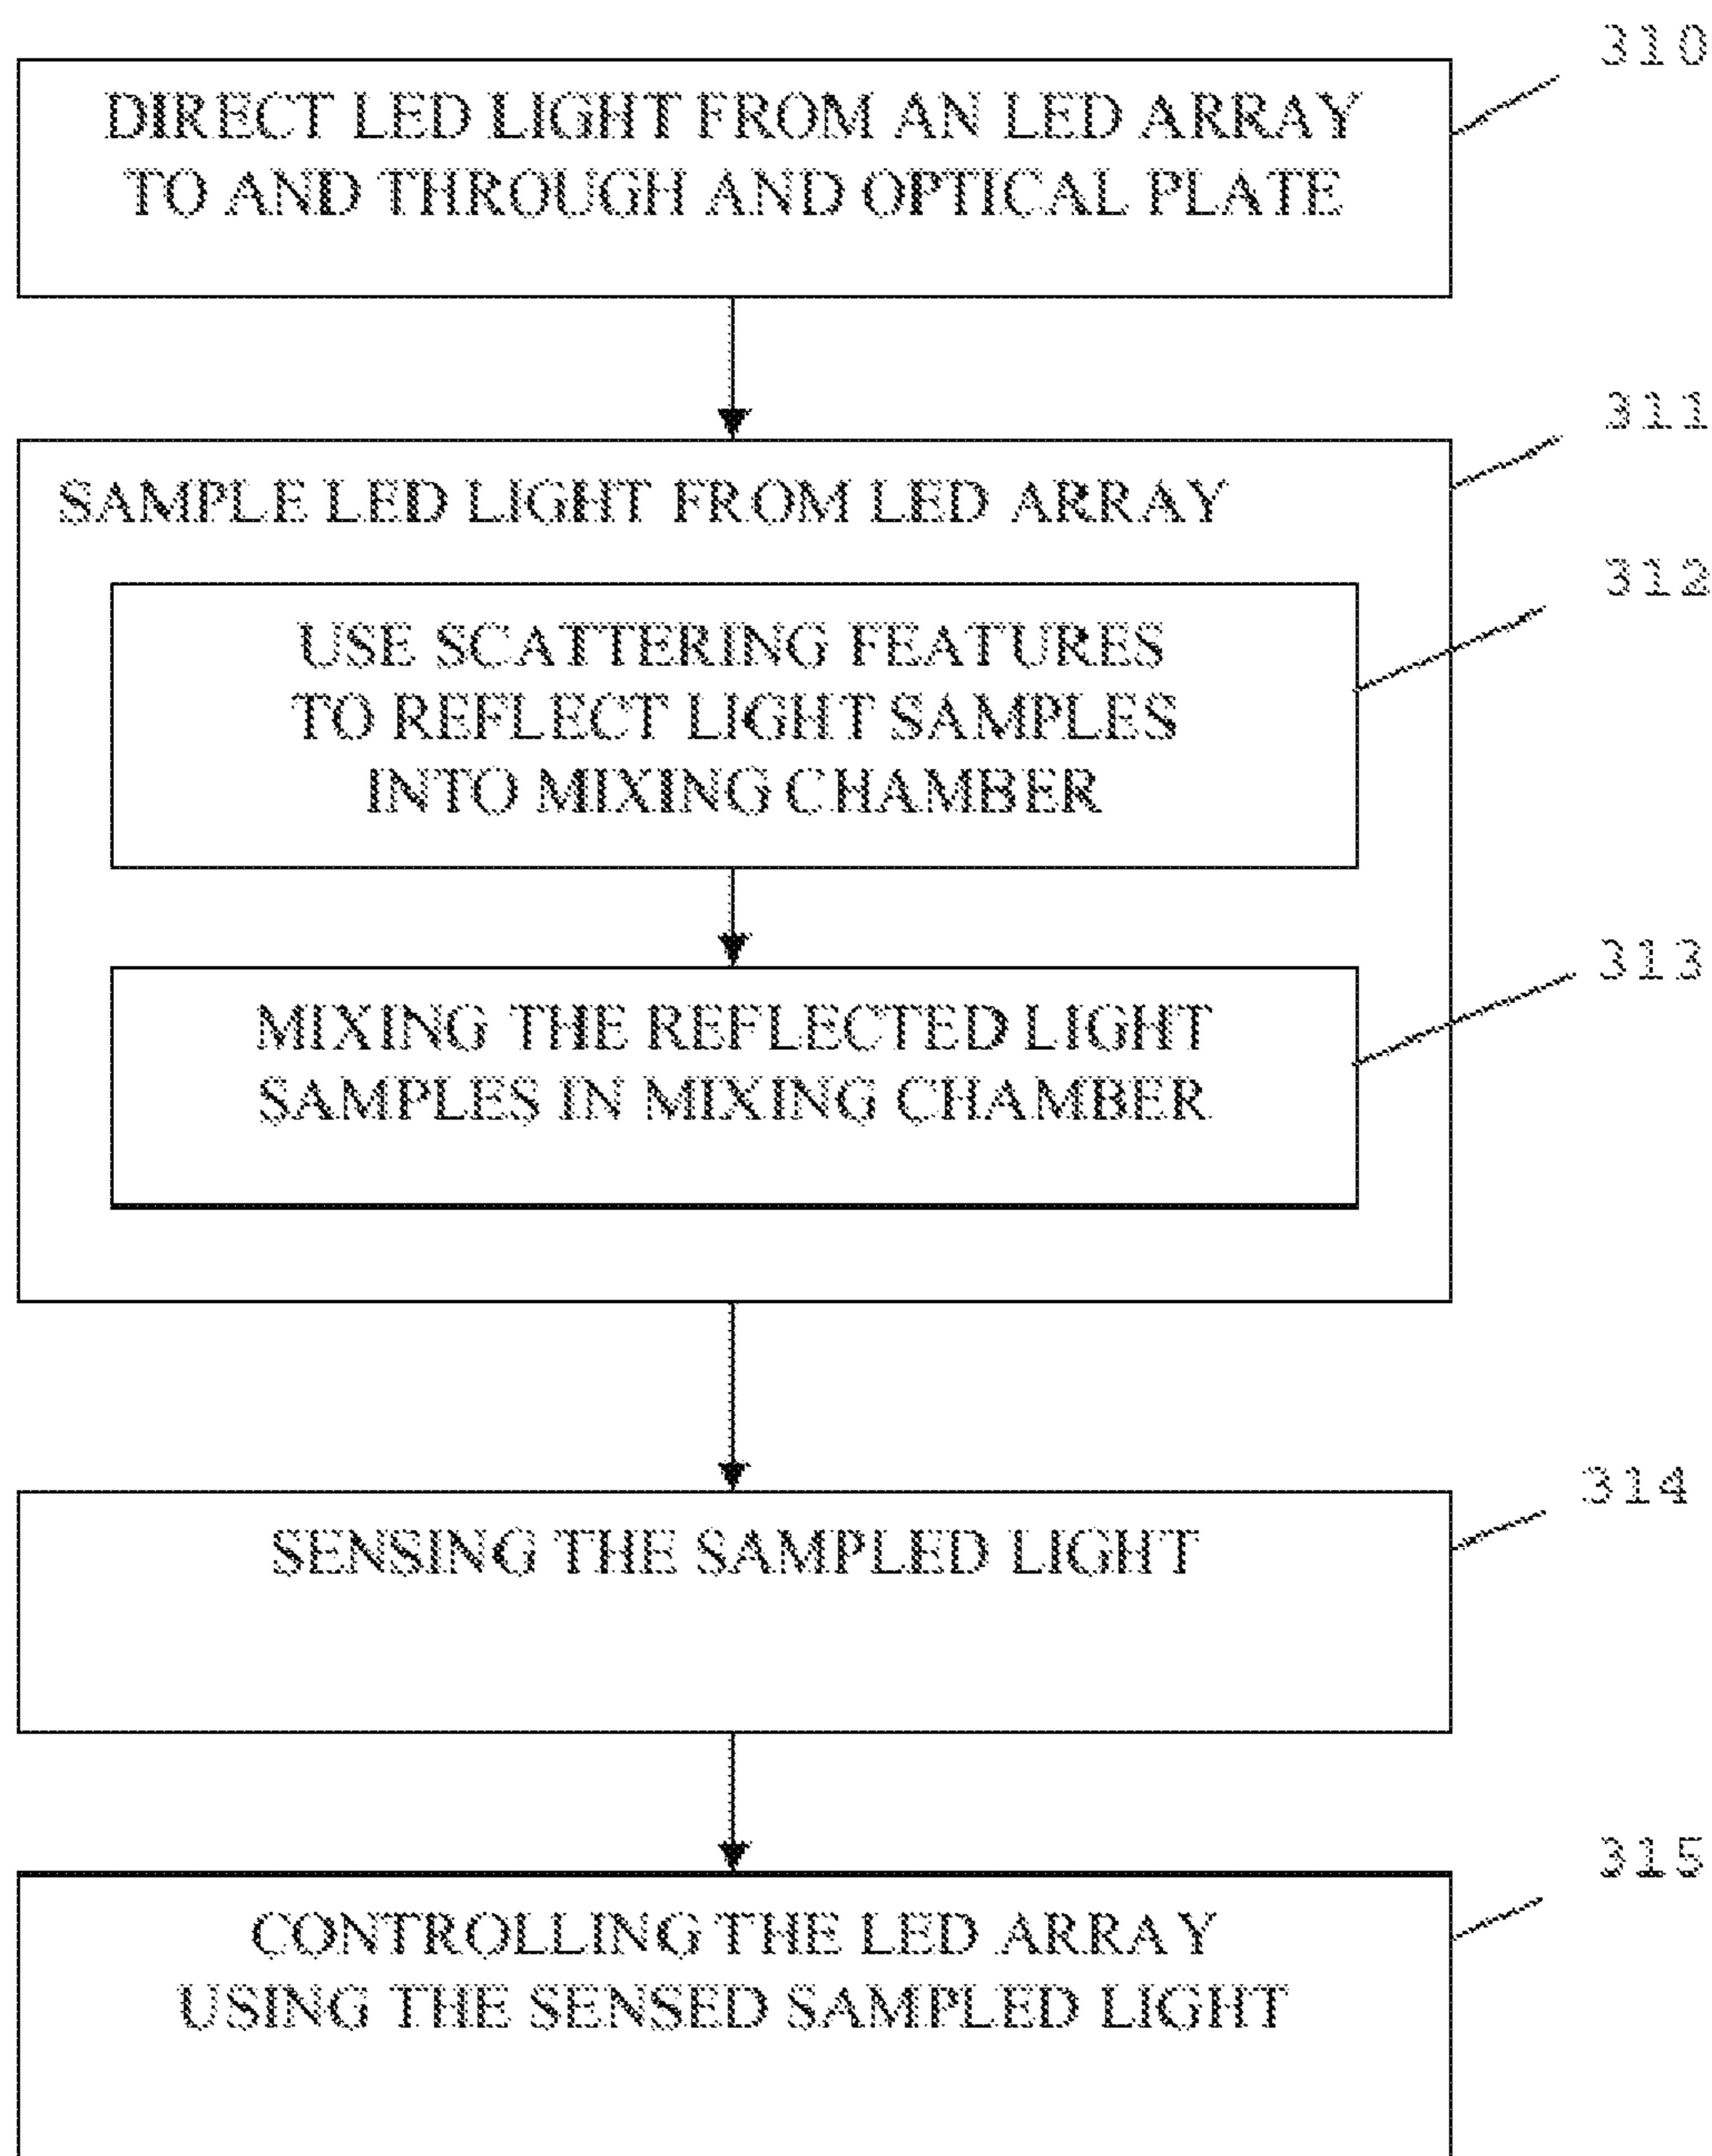 310
DIRECT LED LIGHT FROM AN LED ARRAY
TO AND THROUGH AND OPTICAL PLATE
311
SAMPLE LED LIGHT FROM LED ARRAY
312
USE SCATTERING FEATURES
TO REFLECT LIGHT SAMPLES
INTO MIXING CHAMBER
313
MIXING THE REFLECTED LIGHT
SAMPLES IN MIXING CHAMBER
314
SENSING THE SAMPLED LIGHT
315
CONTROLLING THE LED ARRAY
USING THE SENSED SAMPLED LIGHT